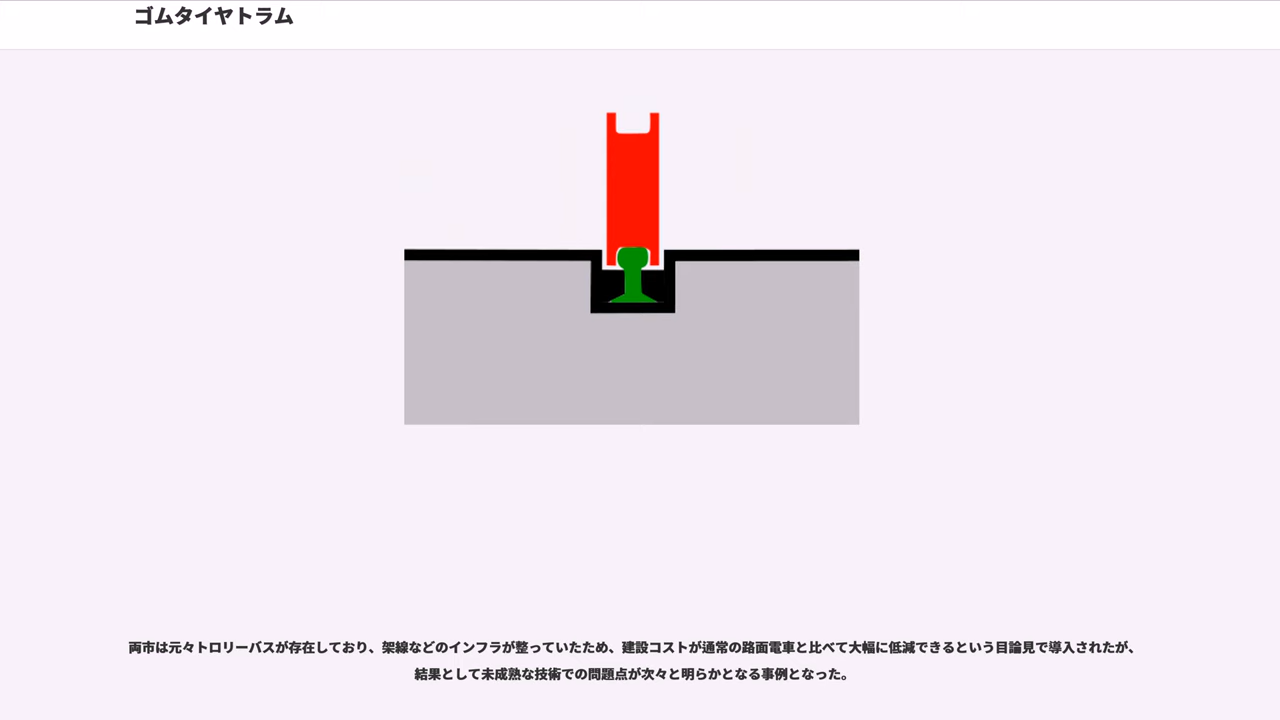 ゴムタイヤトラム
両市は元々トロリーバスが存在しており、架線などのインフラが整っていたため、建設コストが通常の路面電車と比べて大幅に低減できるという目論見で導入されたが、
結果として未成熟な技術での問題点が次々と明らかとなる事例となった。